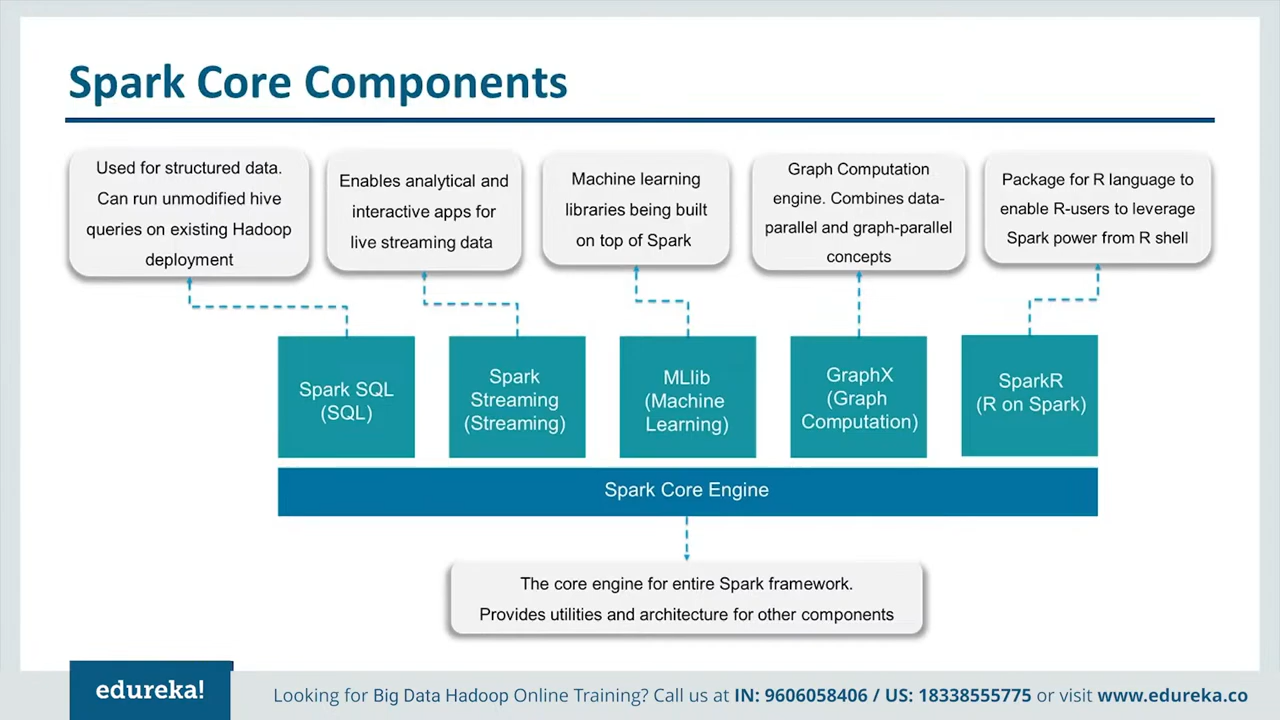 Spark Core Components
Used for structured data.
Can run unmodified hive
queries on existing Hadoop
deployment
Enables analytical and
interactive apps for
live streaming data
Machine learning
libraries being built
on top of Spark
Graph Computation
engine. Combines data-
parallel and graph-parallel
concepts
Package for R language to
enable R-users to leverage
Spark power from R shell
Spark SQL
(SQL)
Spark
Streaming
(Streaming)
MLlib
(Machine
Learning)
GraphX
(Graph
Computation)
SparkR
(R on Spark)
Spark Core Engine
The core engine for entire Spark framework.
Provides utilities and architecture for other components
edureka!
Looking for Big Data Hadoop Online Training? Call us at IN: 9606058406 / US: 18338555775 or visit www.edureka.co